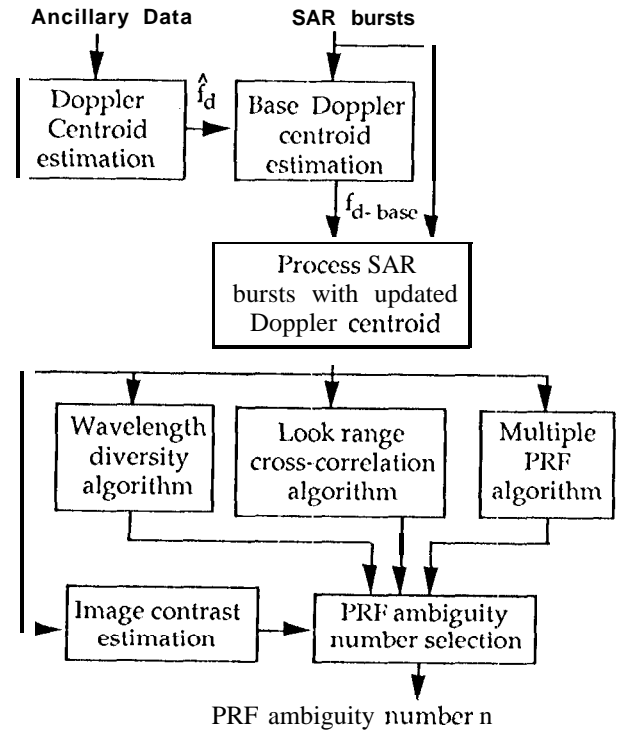 Ancillary Data
SAR bursts
Doppler
Centroid
estimation
f̂d
Base Doppler
centroid
estimation
fd- base
Process SAR
bursts with updated
Doppler centroid
Wavelength
diversity
algorithm
Look range
cross-correlation
algorithm
Multiple
PRF
algorithm
Image contrast
estimation
PRF ambiguity
number selection
PRF ambiguity number n